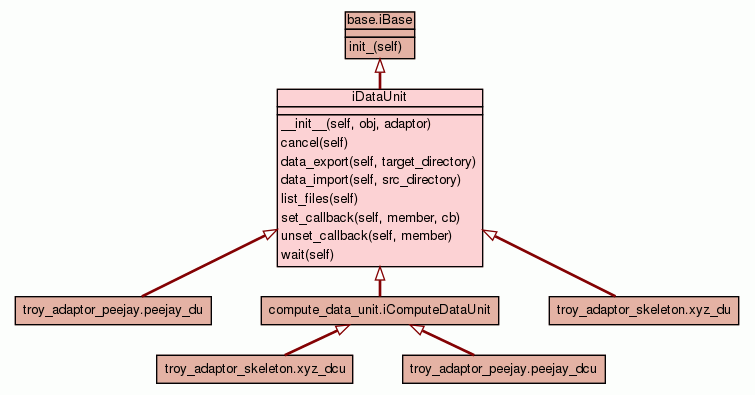 base.iBase
init_(self)
iDataUnit
__init__(self, obj, adaptor)
cancel(self)
data_export(self, target_directory)
data_import(self, src_directory)
list_files(self)
set_callback(self, member, cb)
unset_callback(self, member)
wait(self)
troy_adaptor_peejay.peejay_du
compute_data_unit.iComputeDataUnit
troy_adaptor_skeleton.xyz_du
troy_adaptor_skeleton.xyz_dcu
troy_adaptor_peejay.peejay_dcu